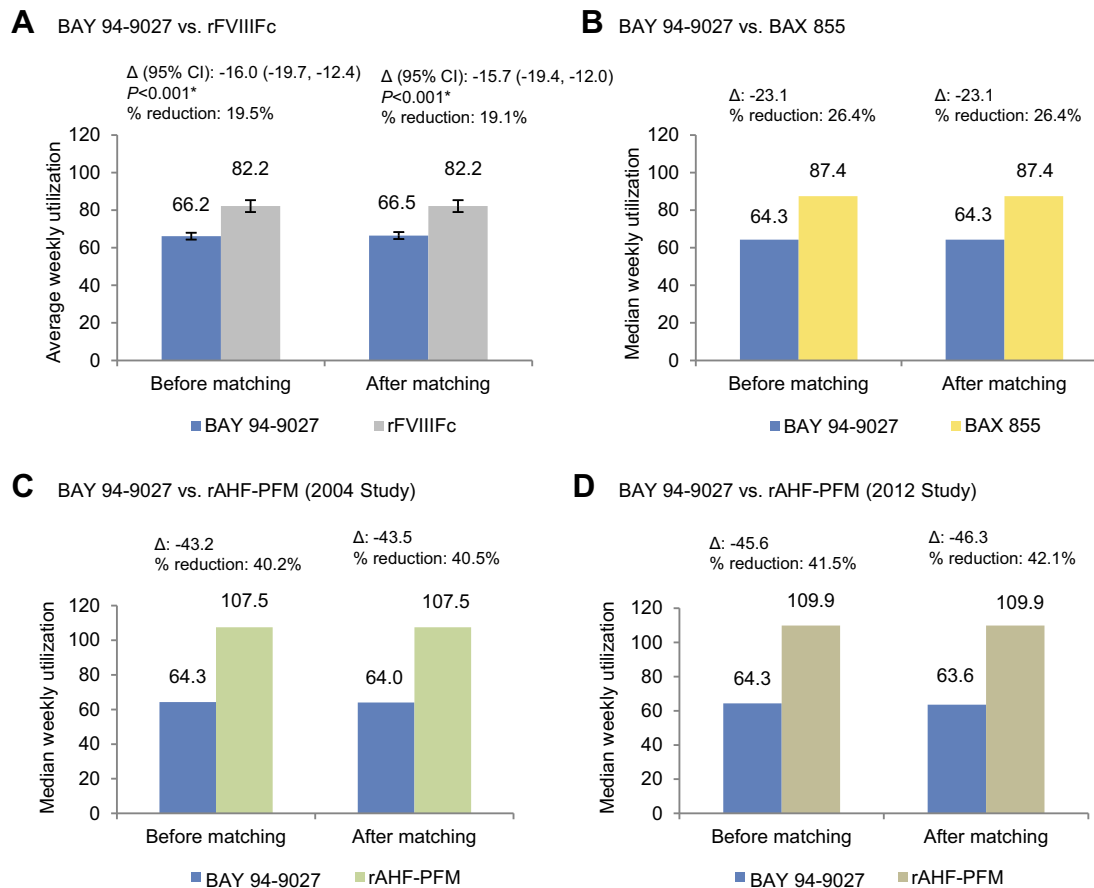 A BAY 94-9027 vs. rFVIIIFc
Δ (95% CI): -16.0 (-19.7, -12.4)
P<0.001*
% reduction: 19.5%
Δ (95% CI): -15.7 (-19.4, -12.0)
P<0.001*
% reduction: 19.1%
Average weekly utilization
120
100
80
60
40
20
0
66.2
82.2
66.5
82.2
Before matching
After matching
BAY 94-9027
rFVIIIFc
B BAY 94-9027 vs. BAX 855
Δ: -23.1
% reduction: 26.4%
Δ: -23.1
% reduction: 26.4%
Median weekly utilization
120
100
80
60
40
20
0
64.3
87.4
64.3
87.4
Before matching
After matching
BAY 94-9027
BAX 855
C BAY 94-9027 vs. rAHF-PFM (2004 Study)
Δ: -43.2
% reduction: 40.2%
Δ: -43.5
% reduction: 40.5%
Median weekly utilization
120
100
80
60
40
20
0
64.3
107.5
64.0
107.5
Before matching
After matching
BAY 94-9027
rAHF-PFM
D BAY 94-9027 vs. rAHF-PFM (2012 Study)
Δ: -45.6
% reduction: 41.5%
Δ: -46.3
% reduction: 42.1%
Median weekly utilization
120
100
80
60
40
20
0
64.3
109.9
63.6
109.9
Before matching
After matching
BAY 94-9027
rAHF-PFM